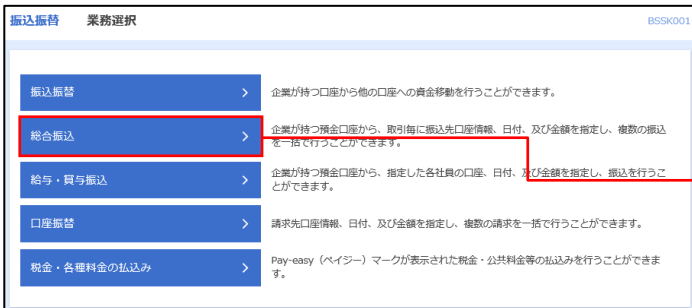 振込振替 業務選択 BSSK001
振込振替 企業が持つ口座から他の口座への資金移動を行うことができます。
総合振込 企業が持つ預金口座から、取引毎に振込先口座情報、日付、及び金額を指定し、複数の振込
を一括で行うことができます。
給与・賞与振込 企業が持つ預金口座から、指定した各社員の口座、日付、及び金額を指定し、振込を行うこ
とができます。
口座振替 請求先口座情報、日付、及び金額を指定し、複数の請求を一括で行うことができます。
税金・各種料金の払込み Pay-easy（ペイジー）マークが表示された税金・公共料金等の払込みを行うことができま
す。